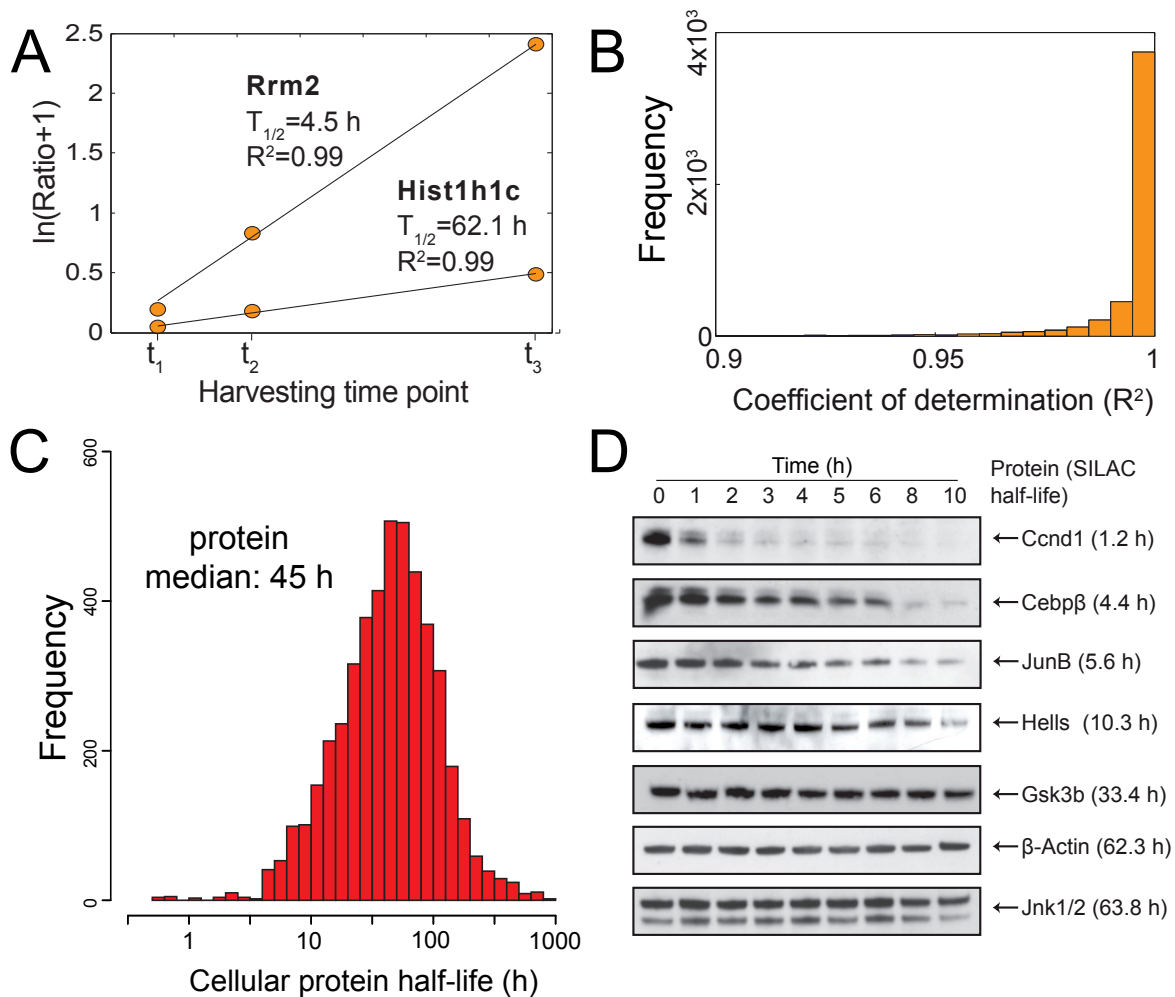 A
2.5
2
1.5
1
0.5
0
ln(Ratio+1)
Rrm2
T1/2=4.5 h
R²=0.99
Hist1h1c
T1/2=62.1 h
R²=0.99
t1
t2
t3
Harvesting time point
B
4x10³
2x10³
0
Frequency
0.9
0.95
1
Coefficient of determination (R²)
C
600
400
200
0
Frequency
protein
median: 45 h
1
10
100
1000
Cellular protein half-life (h)
D
Time (h)
0 1 2 3 4 5 6 8 10
Protein (SILAC
half-life)
←Ccnd1 (1.2 h)
←Cebpβ (4.4 h)
←JunB (5.6 h)
←Hells (10.3 h)
←Gsk3b (33.4 h)
←β-Actin (62.3 h)
←Jnk1/2 (63.8 h)